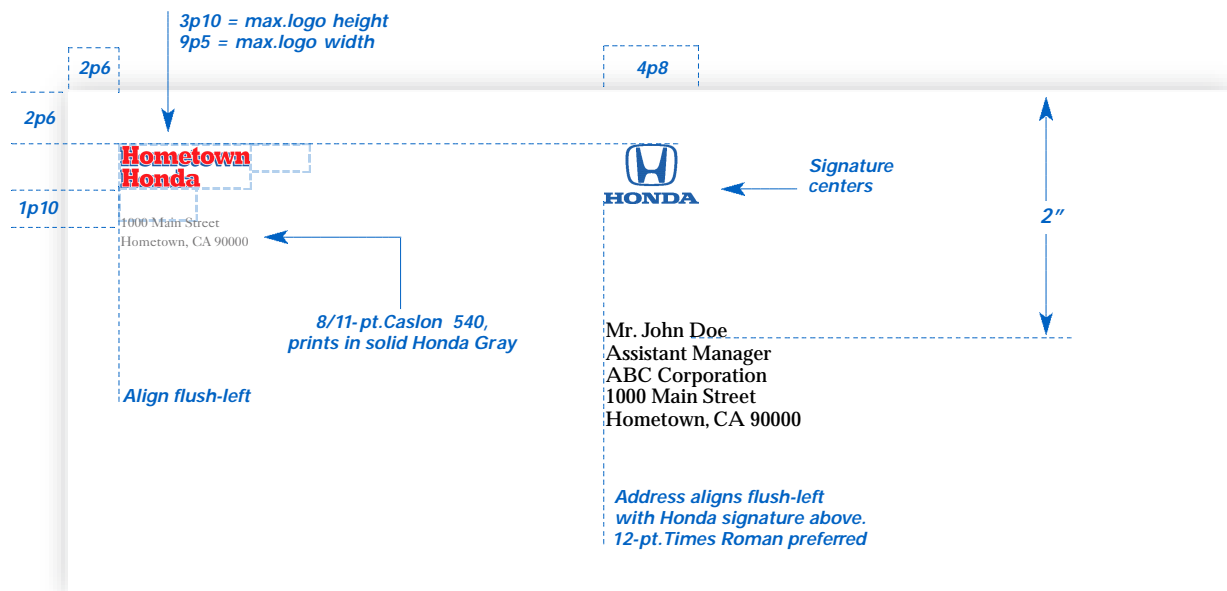 3p10 = max.logo height
9p5 = max.logo width
2p6
4p8
2p6
Hometown
Honda
HONDA
Signature
centers
1p10
1000 Main Street
Hometown, CA 90000
2"
8/11-pt.Caslon 540,
prints in solid Honda Gray
Mr. John Doe
Assistant Manager
ABC Corporation
1000 Main Street
Hometown, CA 90000
Align flush-left
Address aligns flush-left
with Honda signature above.
12-pt.Times Roman preferred